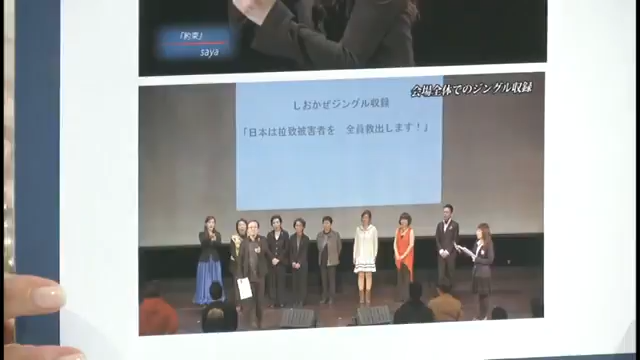 「約束」
saya
会場全体でのジングル収録
しおかぜジングル収録
「日本は拉致被害者を 全員救出します！」